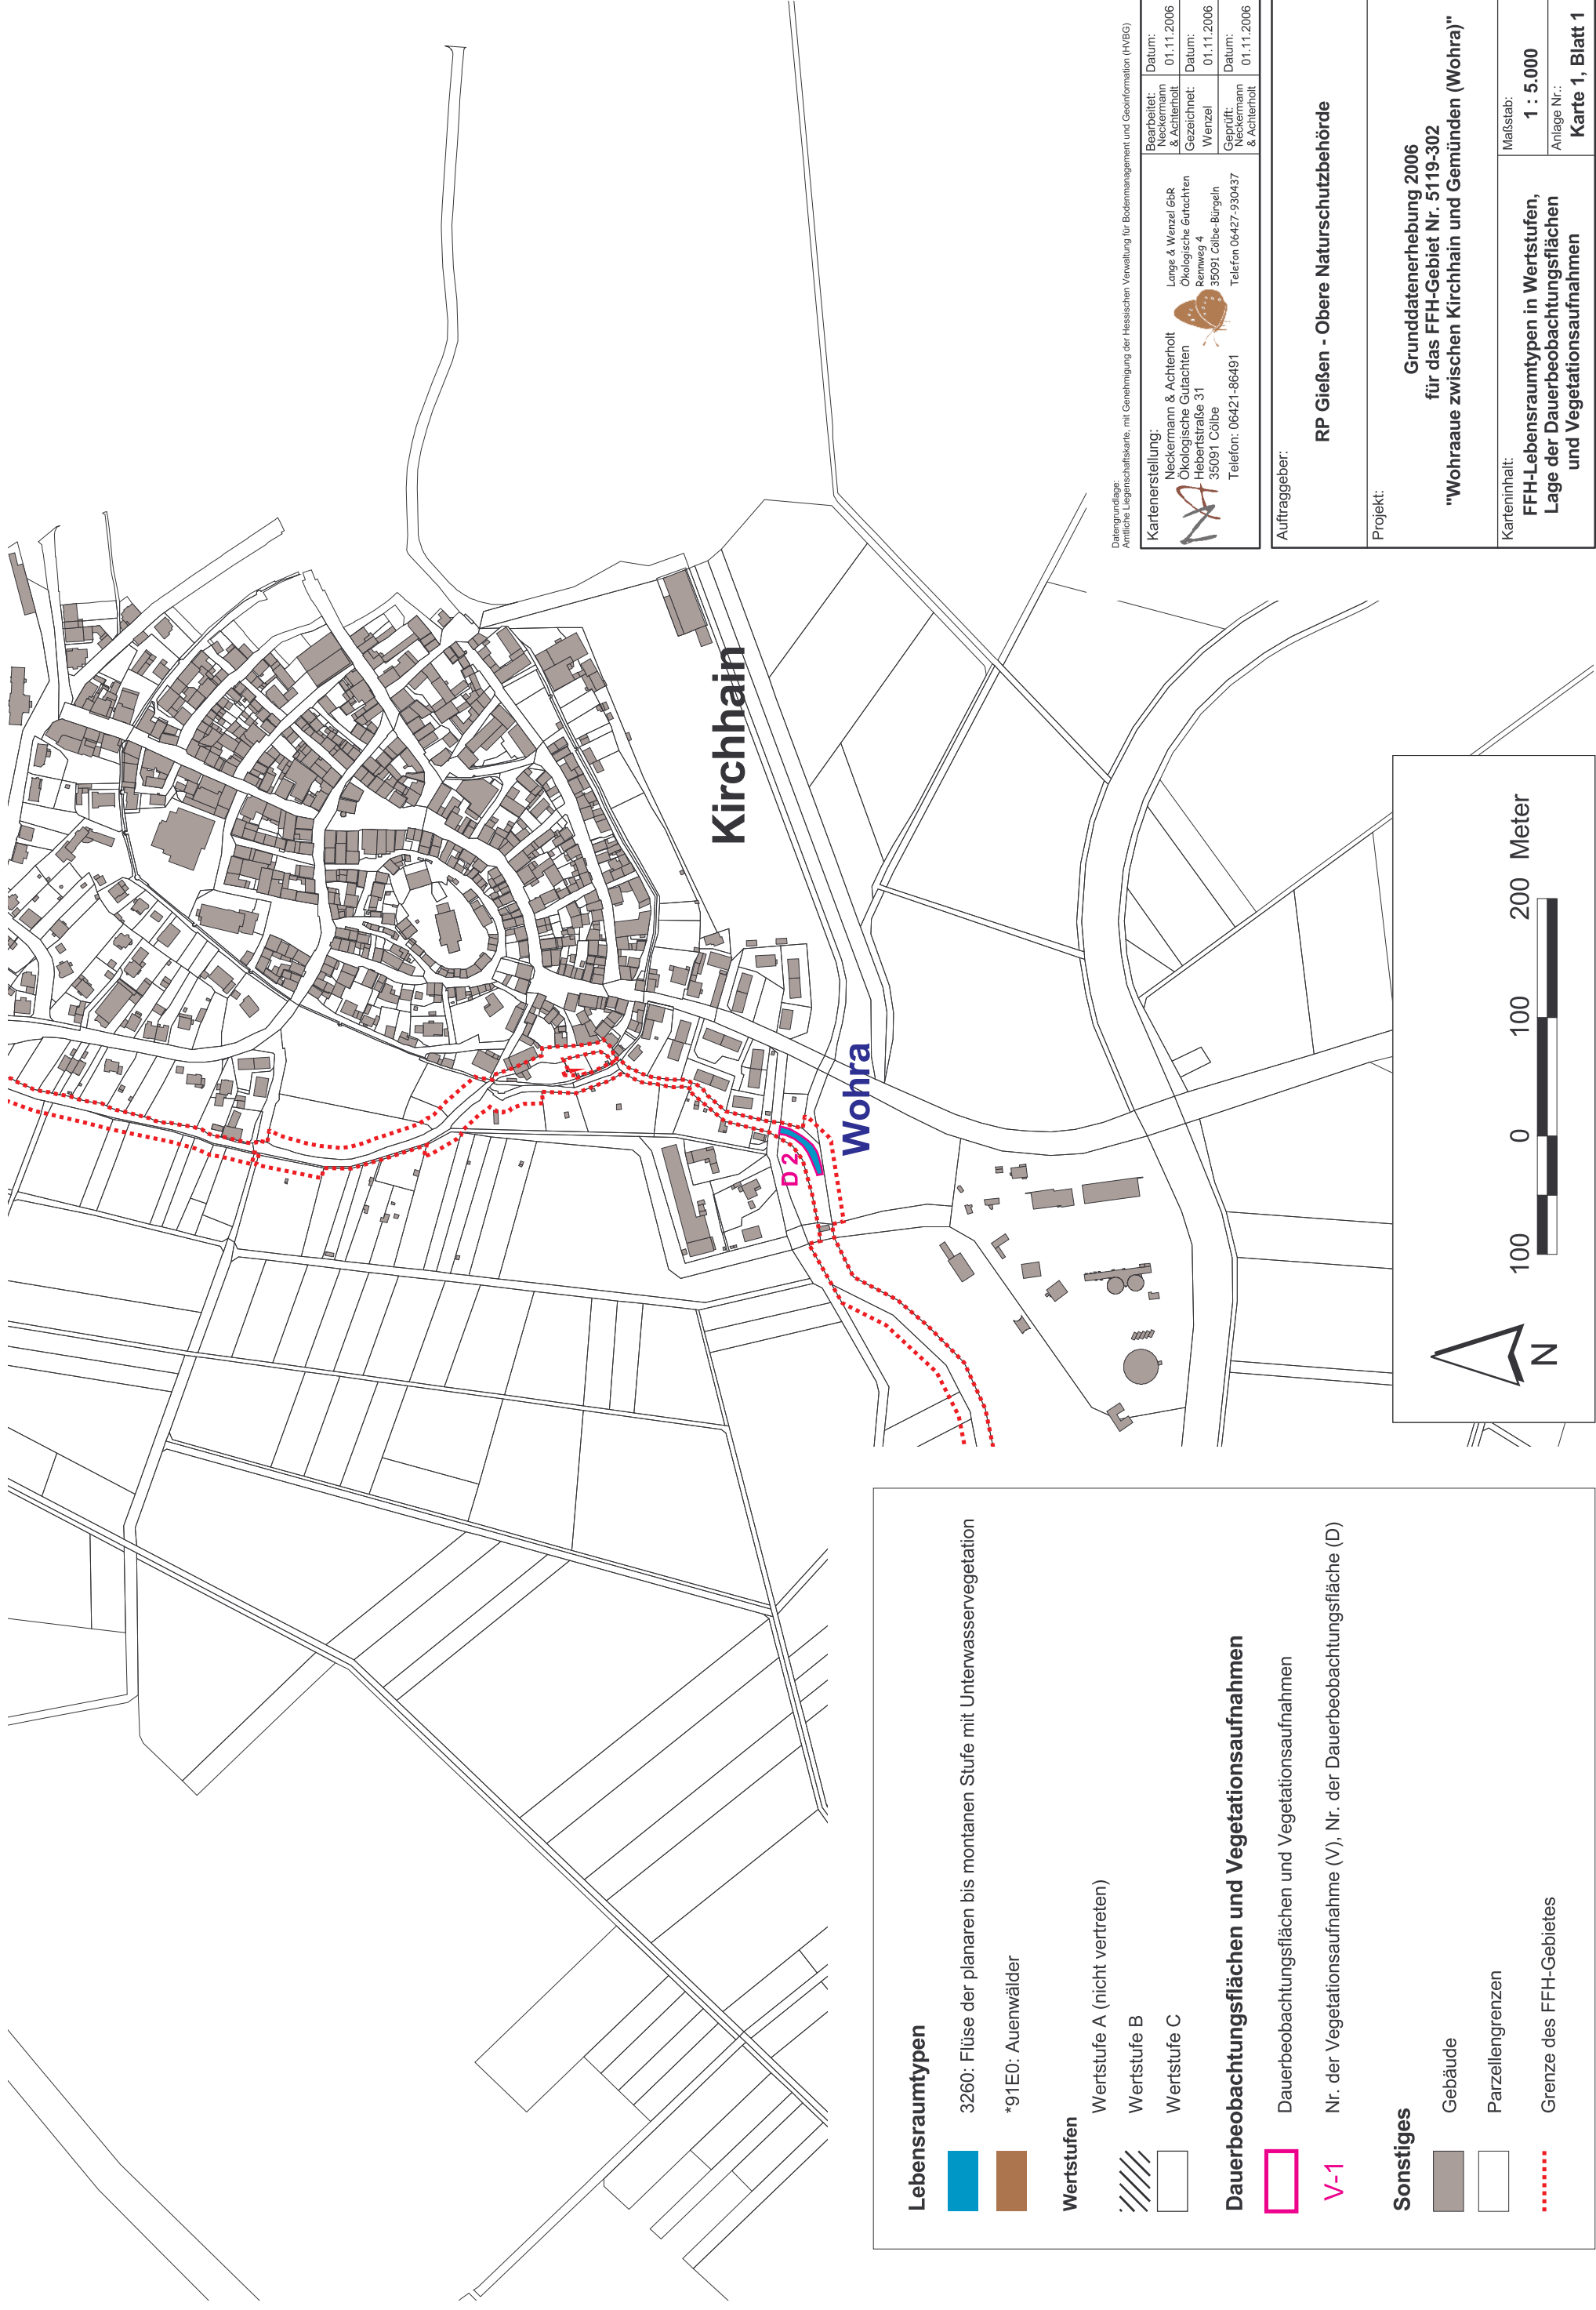 Kirchhain
Wohra
D 2
Lebensraumtypen
3260: Flüse der planaren bis montanen Stufe mit Unterwasservegetation
*91E0: Auenwälder
Wertstufen
Wertstufe A (nicht vertreten)
Wertstufe B
Wertstufe C
Dauerbeobachtungsflächen und Vegetationsaufnahmen
Dauerbeobachtungsflächen und Vegetationsaufnahmen
V-1
Nr. der Vegetationsaufnahme (V), Nr. der Dauerbeobachtungsfläche (D)
Sonstiges
Gebäude
Parzellengrenzen
Grenze des FFH-Gebietes
N
100 0 100 200 Meter
Datengrundlage:
Amtliche Liegenschaftskarte, mit Genehmigung der Hessischen Verwaltung für Bodenmanagement und Geoinformation (HVBG)
Kartenerstellung:
Neckermann & Achterholt
Ökologische Gutachten
Hebertstraße 31
35091 Cölbe
Telefon: 06421-86491
Lange & Wenzel GbR
Ökologische Gutachten
Rennweg 4
35091 Cölbe-Bürgeln
Telefon 06427-930437
Bearbeitet:
Neckermann
& Achterholt
Datum:
01.11.2006
Gezeichnet:
Wenzel
Datum:
01.11.2006
Geprüft:
Neckermann
& Achterholt
Datum:
01.11.2006
Auftraggeber:
RP Gießen - Obere Naturschutzbehörde
Projekt:
Grunddatenerhebung 2006
für das FFH-Gebiet Nr. 5119-302
"Wohraaue zwischen Kirchhain und Gemünden (Wohra)"
Karteninhalt:
FFH-Lebensraumtypen in Wertstufen,
Lage der Dauerbeobachtungsflächen
und Vegetationsaufnahmen
Maßstab:
1 : 5.000
Anlage Nr.:
Karte 1, Blatt 1